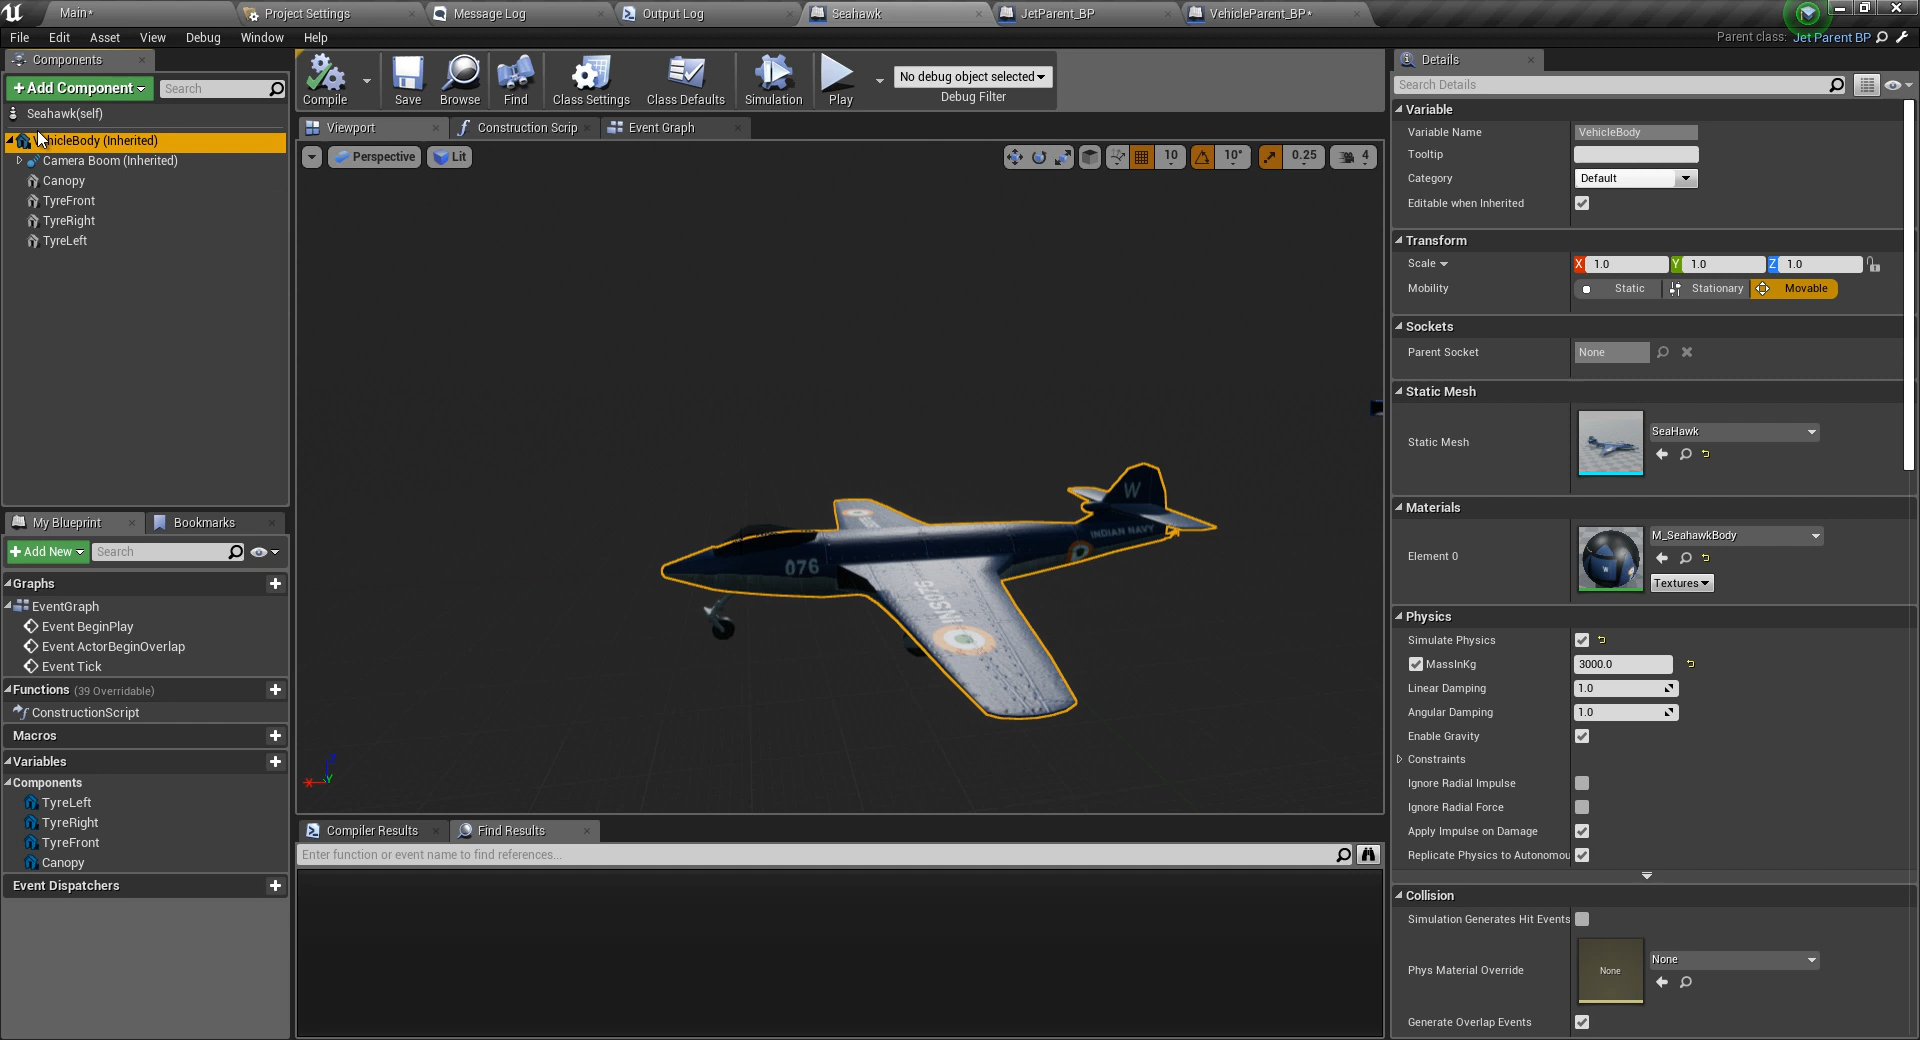 Main*
Project Settings
Message Log
Output Log
Seahawk
JetParent_BP
VehicleParent_BP*
File Edit Asset View Debug Window Help
Parent class: Jet Parent BP
Components
+Add Component
Search
Seahawk(self)
hicleBody (Inherited)
Camera Boom (Inherited)
Canopy
TyreFront
TyreRight
TyreLeft
My Blueprint
Bookmarks
+Add New
Search
Graphs
EventGraph
Event BeginPlay
Event ActorBeginOverlap
Event Tick
Functions (39 Overridable)
ConstructionScript
Macros
Variables
Components
TyreLeft
TyreRight
TyreFront
Canopy
Event Dispatchers
Compile
Save
Browse
Find
Class Settings
Class Defaults
Simulation
Play
No debug object selected
Debug Filter
Viewport
Construction Scrip
Event Graph
Perspective
Lit
10
10°
0.25
4
W
INDIAN NAVY
076
INS076
X
Z
Y
Compiler Results
Find Results
Enter function or event name to find references...
Details
Search Details
Variable
Variable Name VehicleBody
Tooltip
Category Default
Editable when Inherited
Transform
Scale X 1.0 Y 1.0 Z 1.0
Mobility Static Stationary Movable
Sockets
Parent Socket None
Static Mesh
Static Mesh SeaHawk
Materials
Element 0 M_SeahawkBody
Textures
Physics
Simulate Physics
MassInKg 3000.0
Linear Damping 1.0
Angular Damping 1.0
Enable Gravity
Constraints
Ignore Radial Impulse
Ignore Radial Force
Apply Impulse on Damage
Replicate Physics to Autonomou
Collision
Simulation Generates Hit Events
Phys Material Override None None
Generate Overlap Events